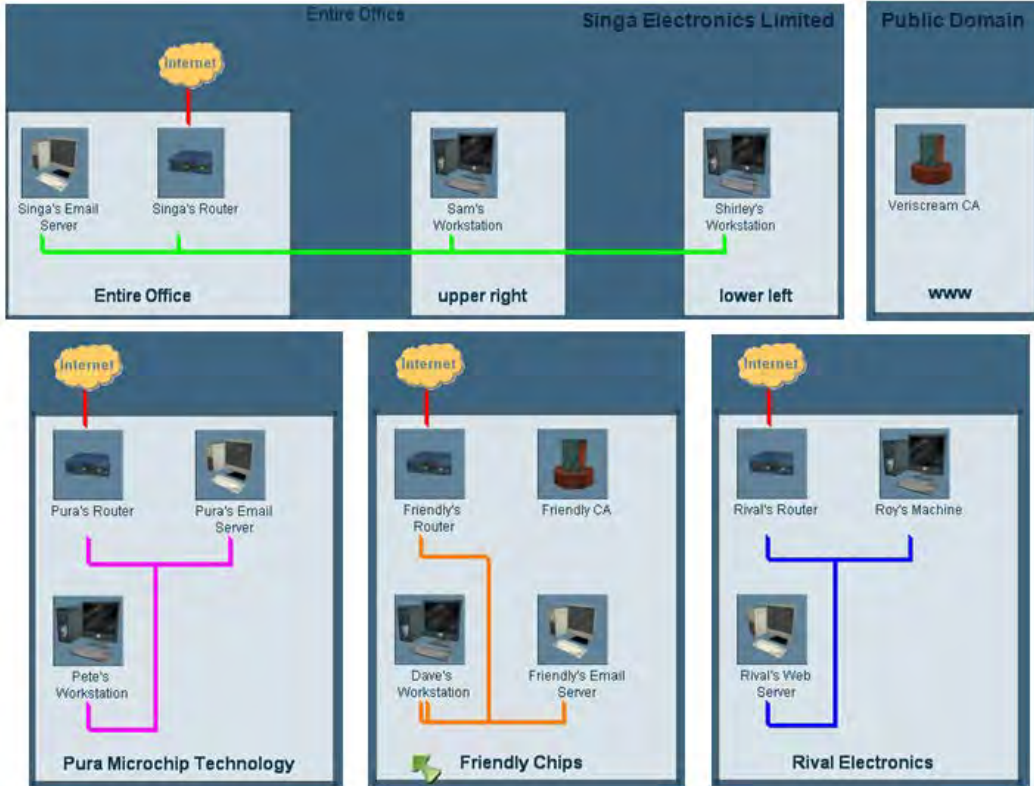 Entire Office
Singa Electronics Limited
Public Domain
Internet
Singa's Email
Server
Singa's Router
Sam's
Workstation
Shirley's
Workstation
Veriscream CA
Entire Office
upper right
lower left
www
Internet
Internet
Internet
Pura's Router
Pura's Email
Server
Friendly's
Router
Friendly CA
Rival's Router
Roy's Machine
Pete's
Workstation
Dave's
Workstation
Friendly's Email
Server
Rival's Web
Server
Pura Microchip Technology
Friendly Chips
Rival Electronics